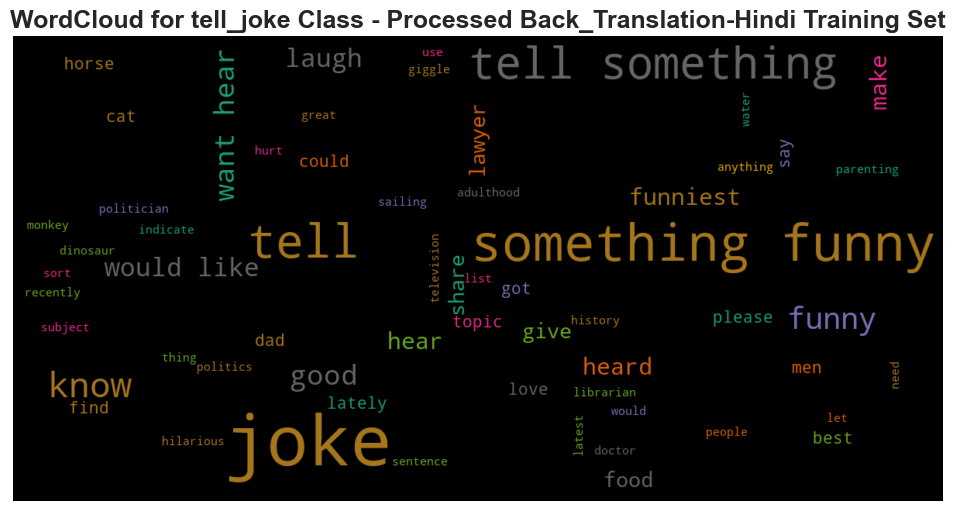 WordCloud for tell_joke Class - Processed Back_Translation-Hindi Training Set
horse
want hear
laugh
use
giggle
tell something
make
cat
great
lawyer
water
hurt
could
say
anything
parenting
adulthood
funniest
politician
sailing
monkey
indicate
tell
something funny
dinosaur
television
would like
sort
share
list
recently
got
subject
topic
history
please
funny
dad
hear
give
thing
politics
heard
men
need
know
good
love
librarian
find
lately
would
joke
let
hilarious
latest
people
best
sentence
doctor
food